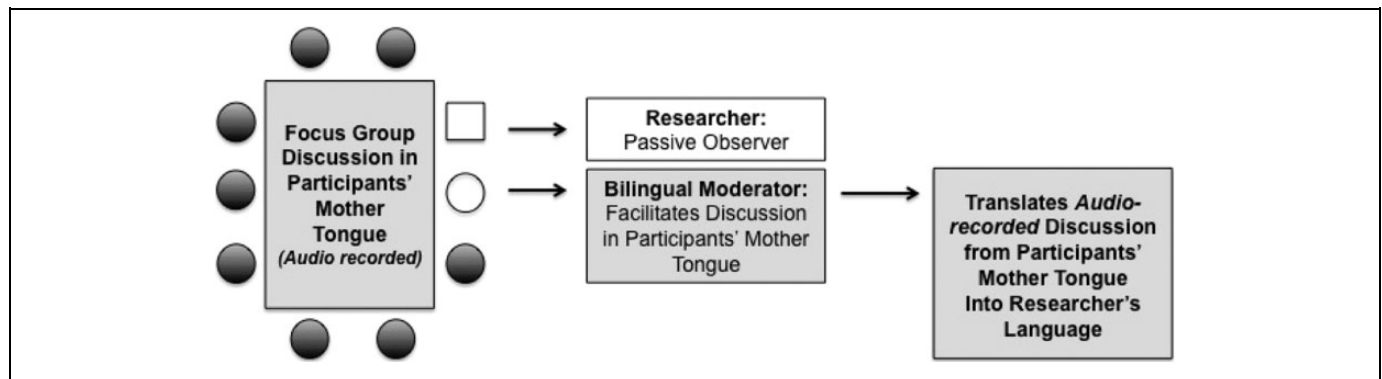 Focus Group
Discussion in
Participants’
Mother
Tongue
(Audio recorded)
Researcher:
Passive Observer
Bilingual Moderator:
Facilitates Discussion
in Participants’ Mother
Tongue
Translates Audio-
recorded Discussion
from Participants’
Mother Tongue
Into Researcher’s
Language